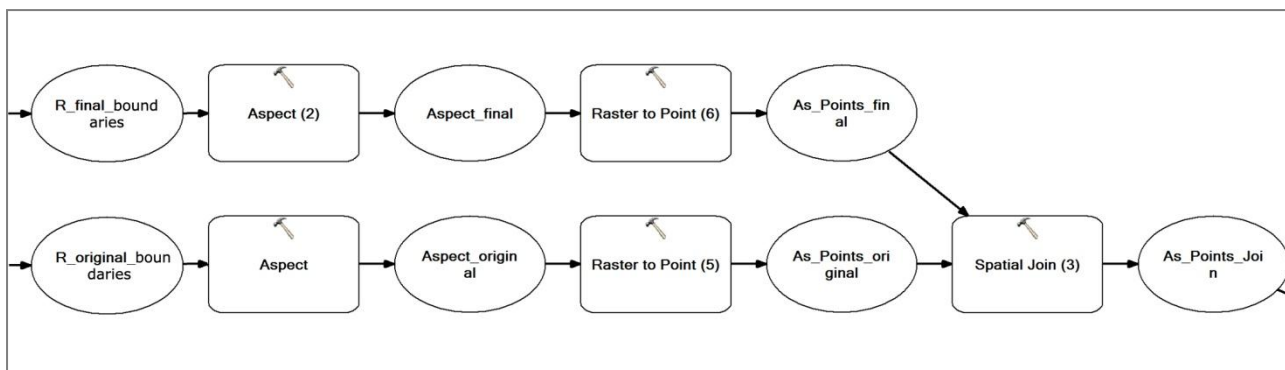 R_final_bound
aries
Aspect (2)
Aspect_final
Raster to Point (6)
As_Points_fin
al
R_original_boun
daries
Aspect
Aspect_origin
al
Raster to Point (5)
As_Points_ori
ginal
Spatial Join (3)
As_Points_Joi
n